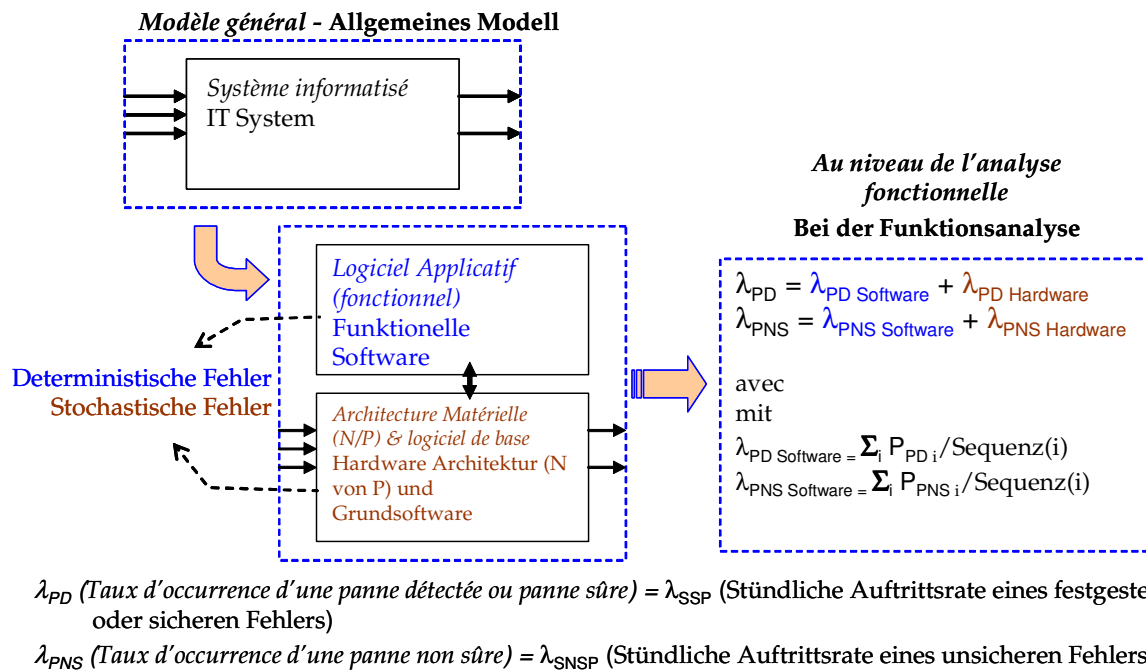 Modèle général - Allgemeines Modell
Système informatisé
IT System
Au niveau de l'analyse
fonctionnelle
Bei der Funktionsanalyse
Logiciel Applicatif
(fonctionnel)
Funktionelle
Software
Deterministische Fehler
Stochastische Fehler
Architecture Matérielle
(N/P) & logiciel de base
Hardware Architektur (N
von P) und
Grundsoftware
λPD = λPD Software + λPD Hardware
λPNS = λPNS Software + λPNS Hardware
avec
mit
λPD Software = Σi PPD i/Sequenz(i)
λPNS Software = Σi PPNS i/Sequenz(i)
λPD (Taux d'occurrence d'une panne détectée ou panne sûre) = λSSP (Stündliche Auftrittsrate eines festgeste
oder sicheren Fehlers)
λPNS (Taux d'occurrence d'une panne non sûre) = λSNSP (Stündliche Auftrittsrate eines unsicheren Fehlers